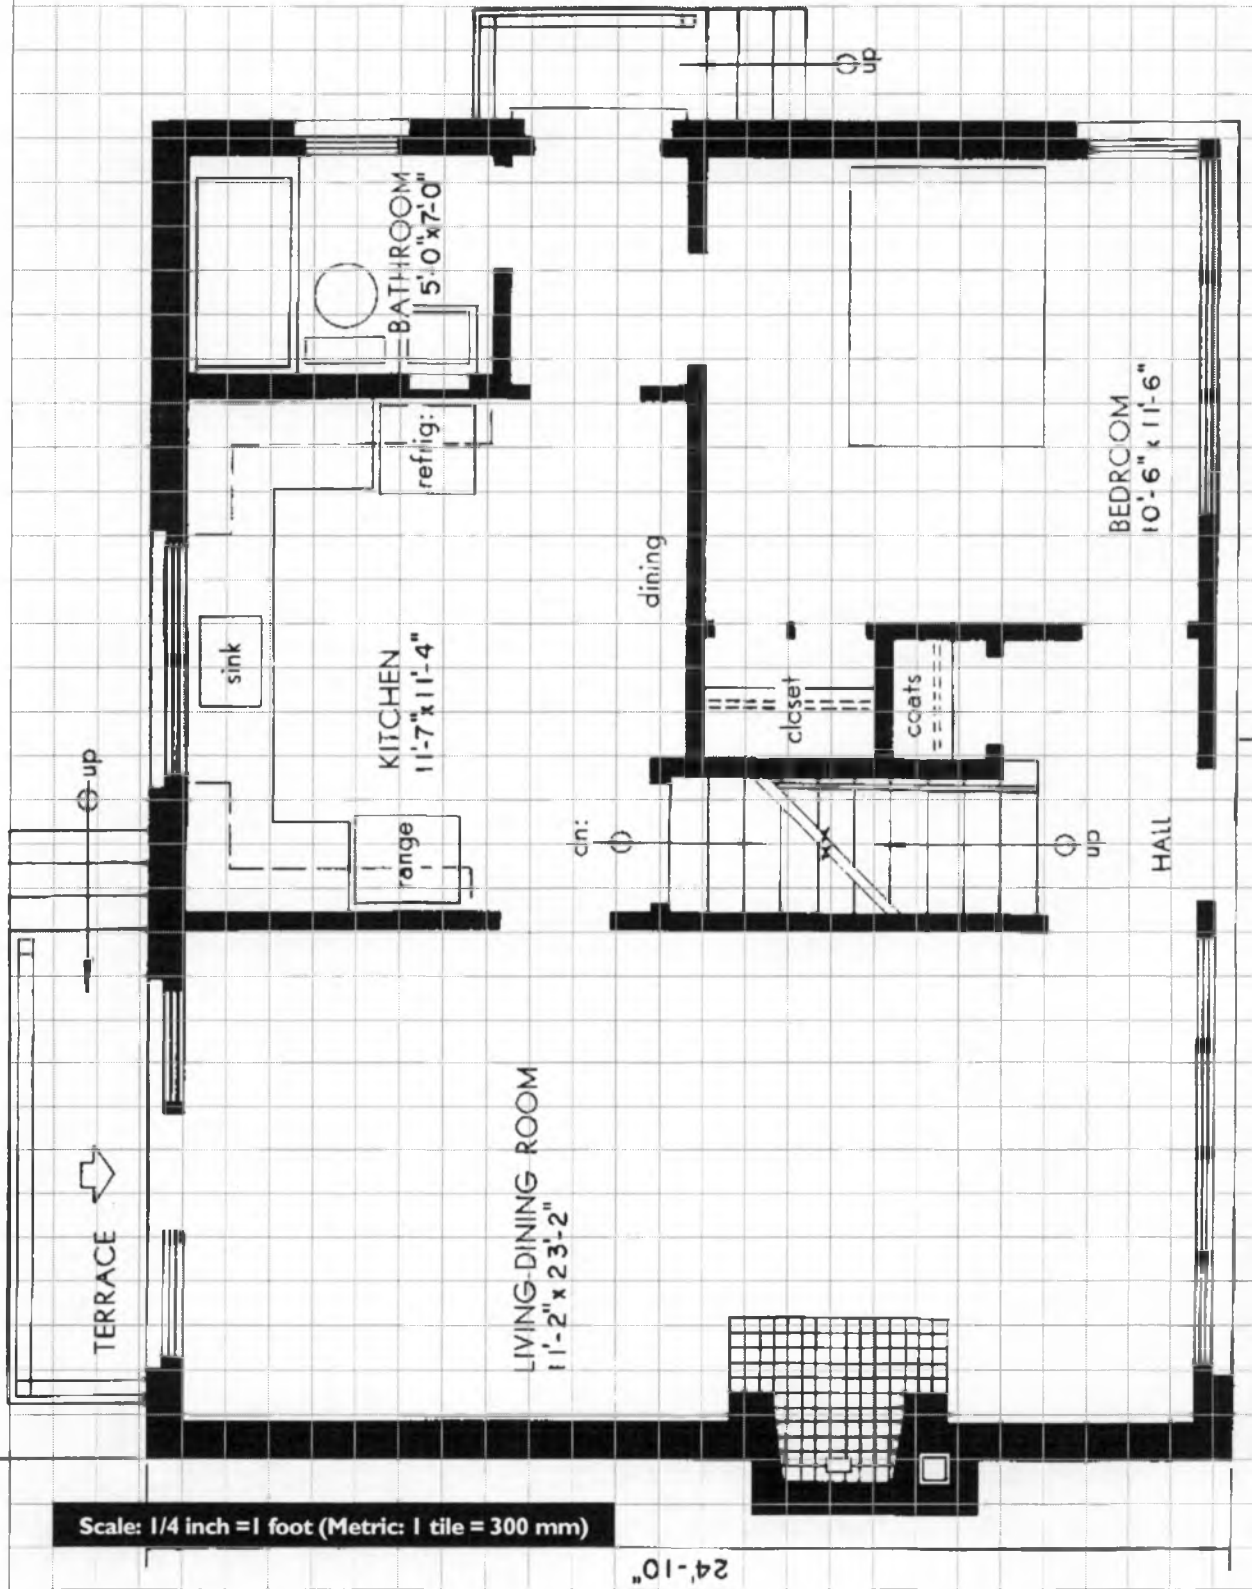 up
BATHROOM
5'-0" x 7'-0"
refrig:
BEDROOM
10'-6" x 11'-6"
dining
sink
KITCHEN
11'-7" x 11'-4"
closet
coats
up
range
dn:
up
HALL
LIVING-DINING ROOM
11'-2" x 23'-2"
TERRACE
Scale: 1/4 inch =1 foot (Metric: 1 tile = 300 mm)
24'-10"